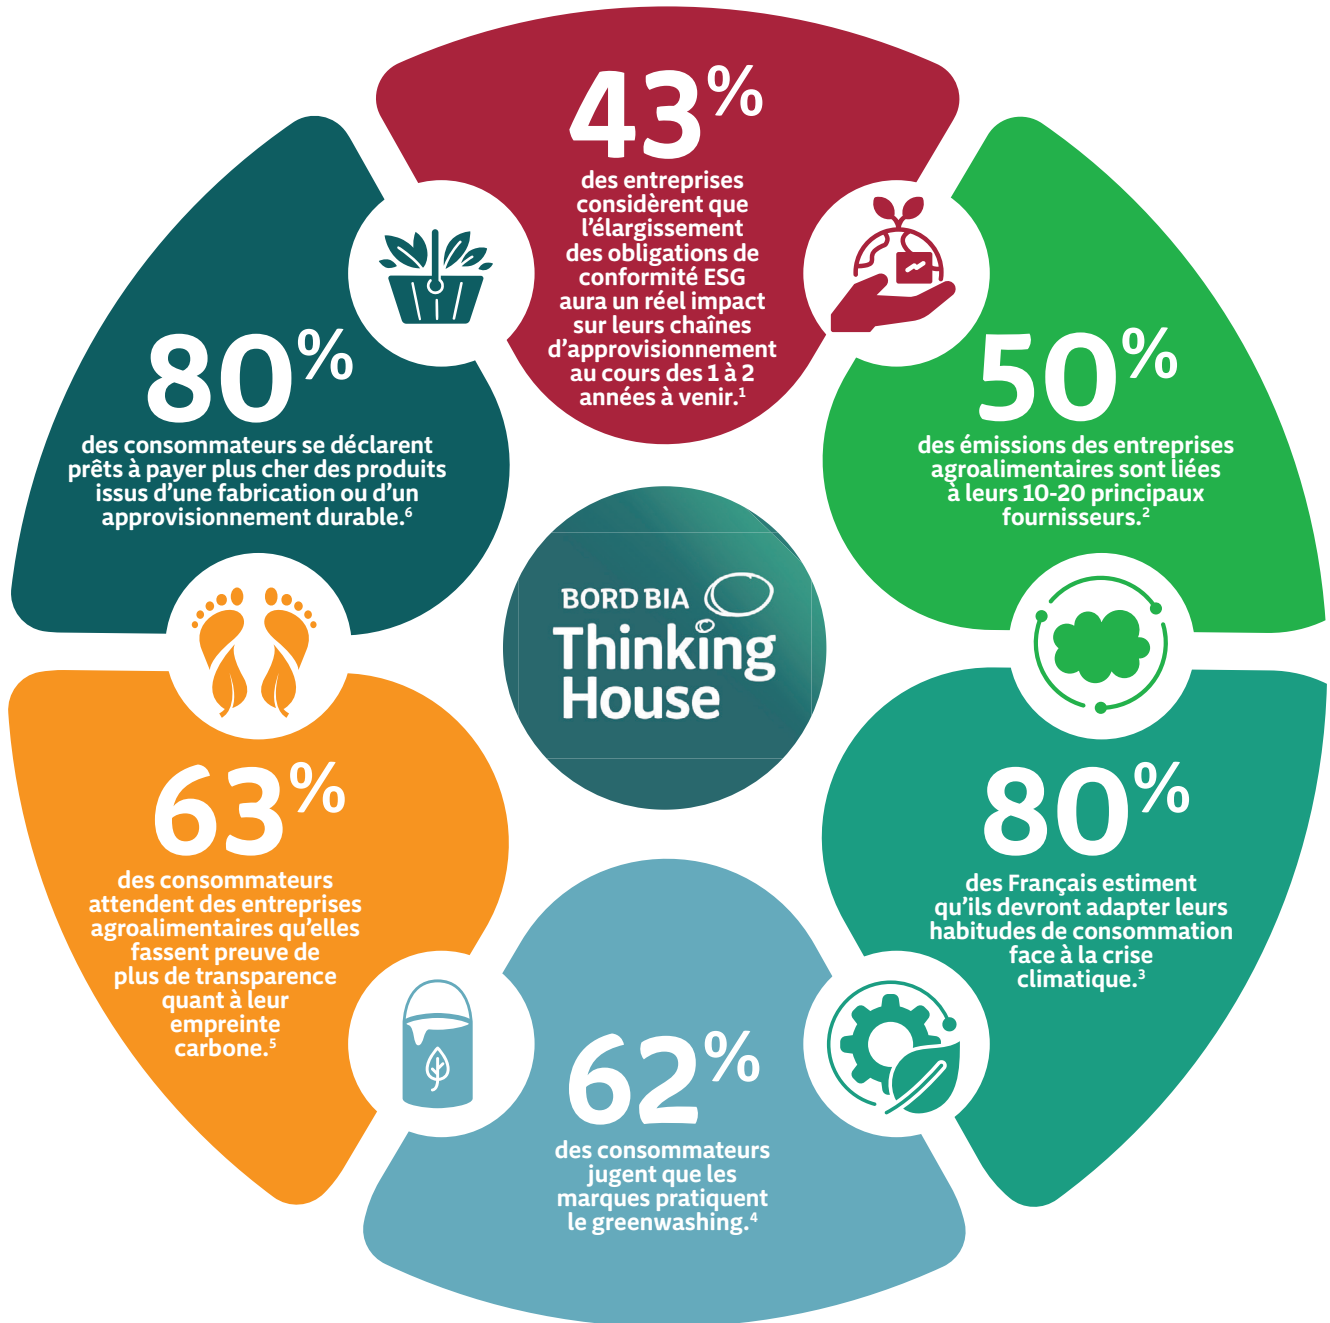 43%
des entreprises
considèrent que
l'élargissement
des obligations de
conformité ESG
aura un réel impact
sur leurs chaînes
d'approvisionnement
au cours des 1 à 2
années à venir.¹
50%
des émissions des entreprises
agroalimentaires sont liées
à leurs 10-20 principaux
fournisseurs.²
80%
des Français estiment
qu'ils devront adapter leurs
habitudes de consommation
face à la crise
climatique.³
62%
des consommateurs
jugent que les
marques pratiquent
le greenwashing.⁴
63%
des consommateurs
attendent des entreprises
agroalimentaires qu'elles
fassent preuve de
plus de transparence
quant à leur
empreinte
carbone.⁵
80%
des consommateurs se déclarent
prêts à payer plus cher des produits
issus d'une fabrication ou d'un
approvisionnement durable.⁶
BORD BIA
Thinking
House